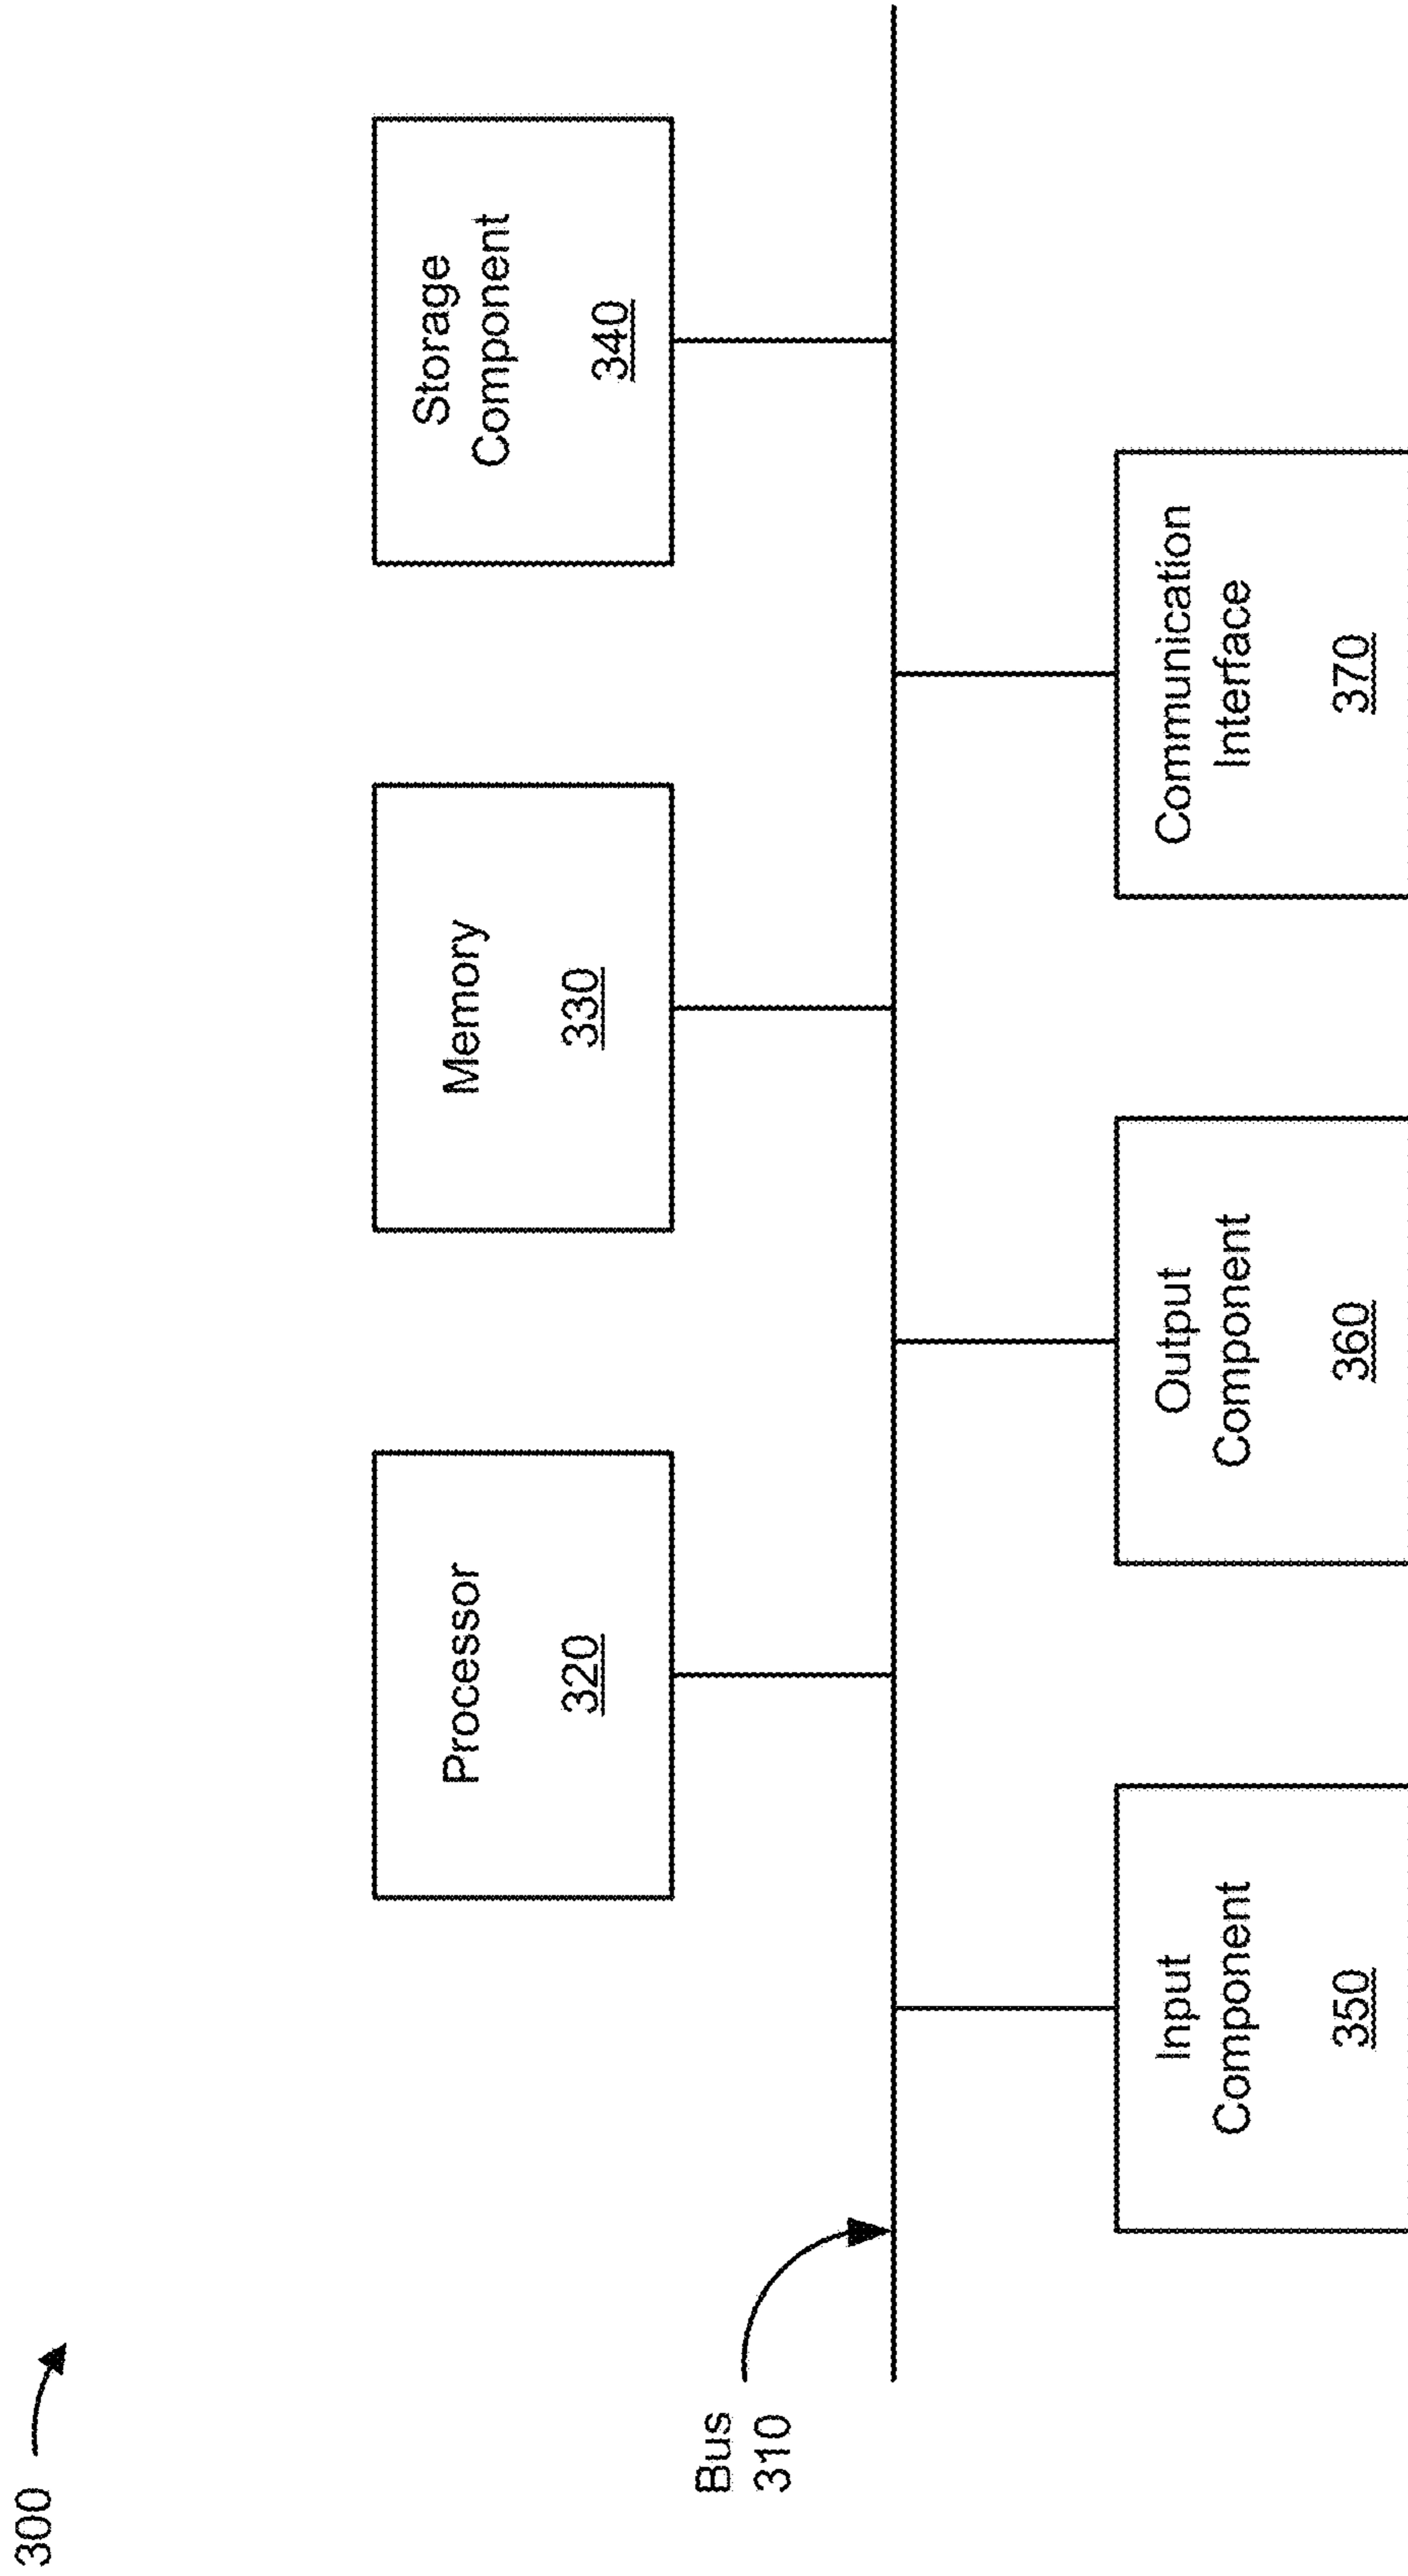 300
Processor
320
Memory
330
Storage
Component
340
Bus
310
Input
Component
350
Output
Component
360
Communication
Interface
370